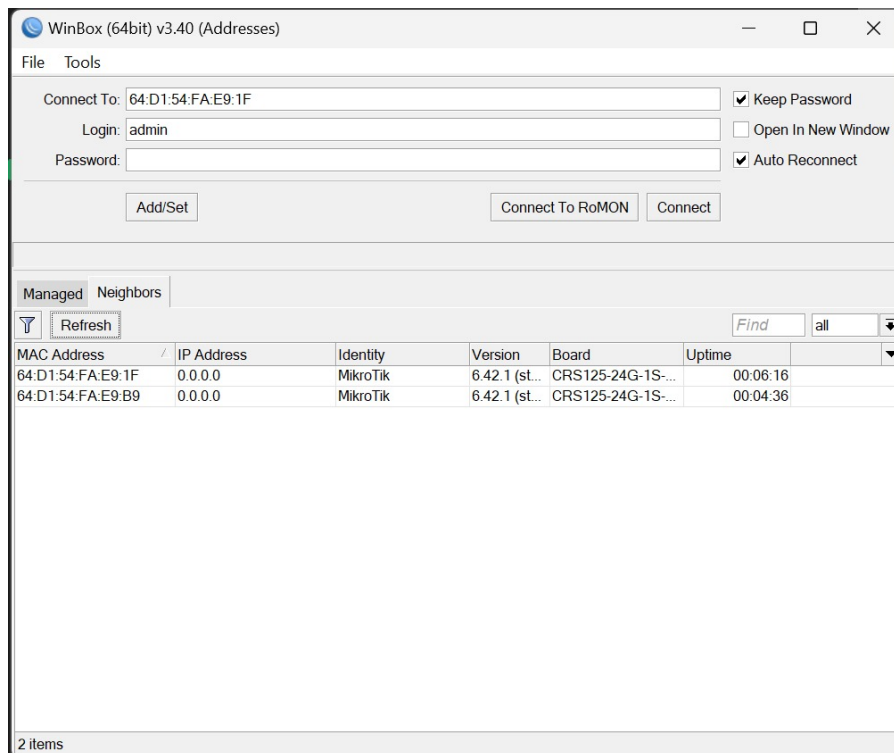 WinBox (64bit) v3.40 (Addresses)
File Tools
Connect To: 64:D1:54:FA:E9:1F Keep Password
Login: admin Open In New Window
Password: Auto Reconnect
Add/Set Connect To RoMON Connect
Managed Neighbors
Refresh Find all
MAC Address IP Address Identity Version Board Uptime
64:D1:54:FA:E9:1F 0.0.0.0 MikroTik 6.42.1 (st... CRS125-24G-1S-... 00:06:16
64:D1:54:FA:E9:B9 0.0.0.0 MikroTik 6.42.1 (st... CRS125-24G-1S-... 00:04:36
2 items